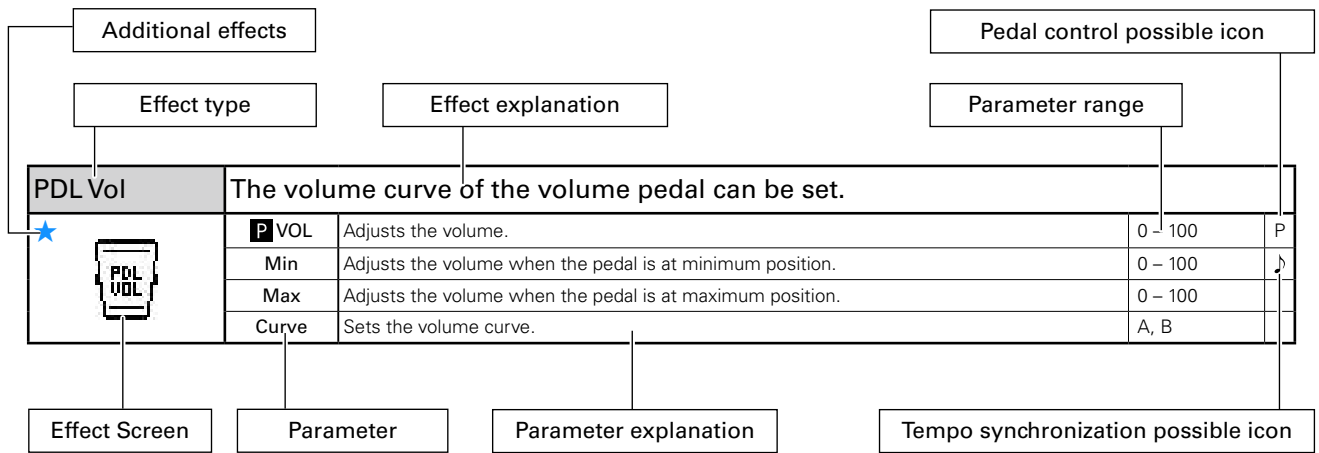 Additional effects
Pedal control possible icon
Effect type
Effect explanation
Parameter range
PDL Vol
The volume curve of the volume pedal can be set.
P VOL
Adjusts the volume.
0 – 100
P
PDL
VOL
Min
Adjusts the volume when the pedal is at minimum position.
0 – 100
♪
Max
Adjusts the volume when the pedal is at maximum position.
0 – 100
Curve
Sets the volume curve.
A, B
Effect Screen
Parameter
Parameter explanation
Tempo synchronization possible icon